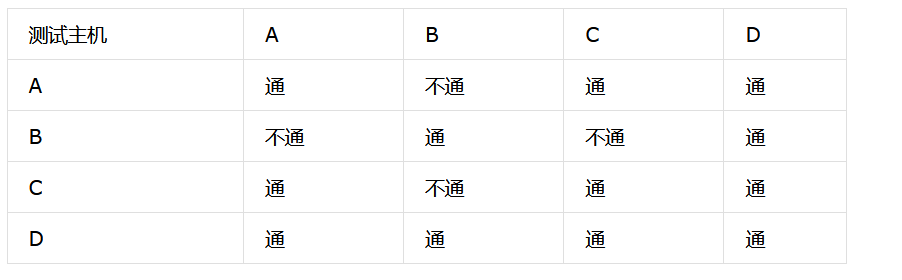 测试主机 A B C D
A 通 不通 通 通
B 不通 通 不通 通
C 通 不通 通 通
D 通 通 通 通